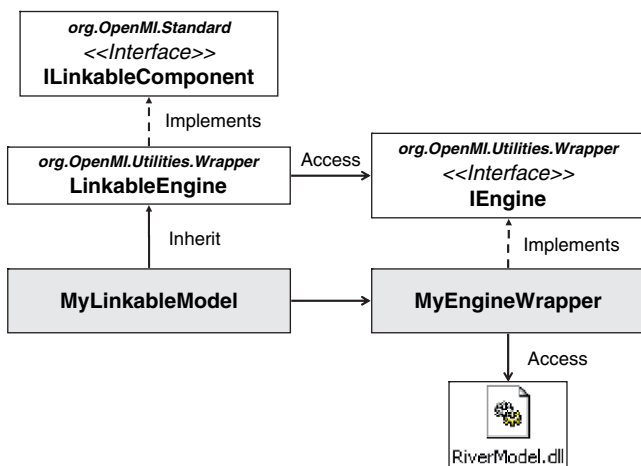 org.OpenMI.Standard
<<Interface>>
ILinkableComponent
Implements
org.OpenMI.Utilities.Wrapper
LinkableEngine
Access
org.OpenMI.Utilities.Wrapper
<<Interface>>
IEngine
Inherit
Implements
MyLinkableModel
MyEngineWrapper
Access
RiverModel.dll